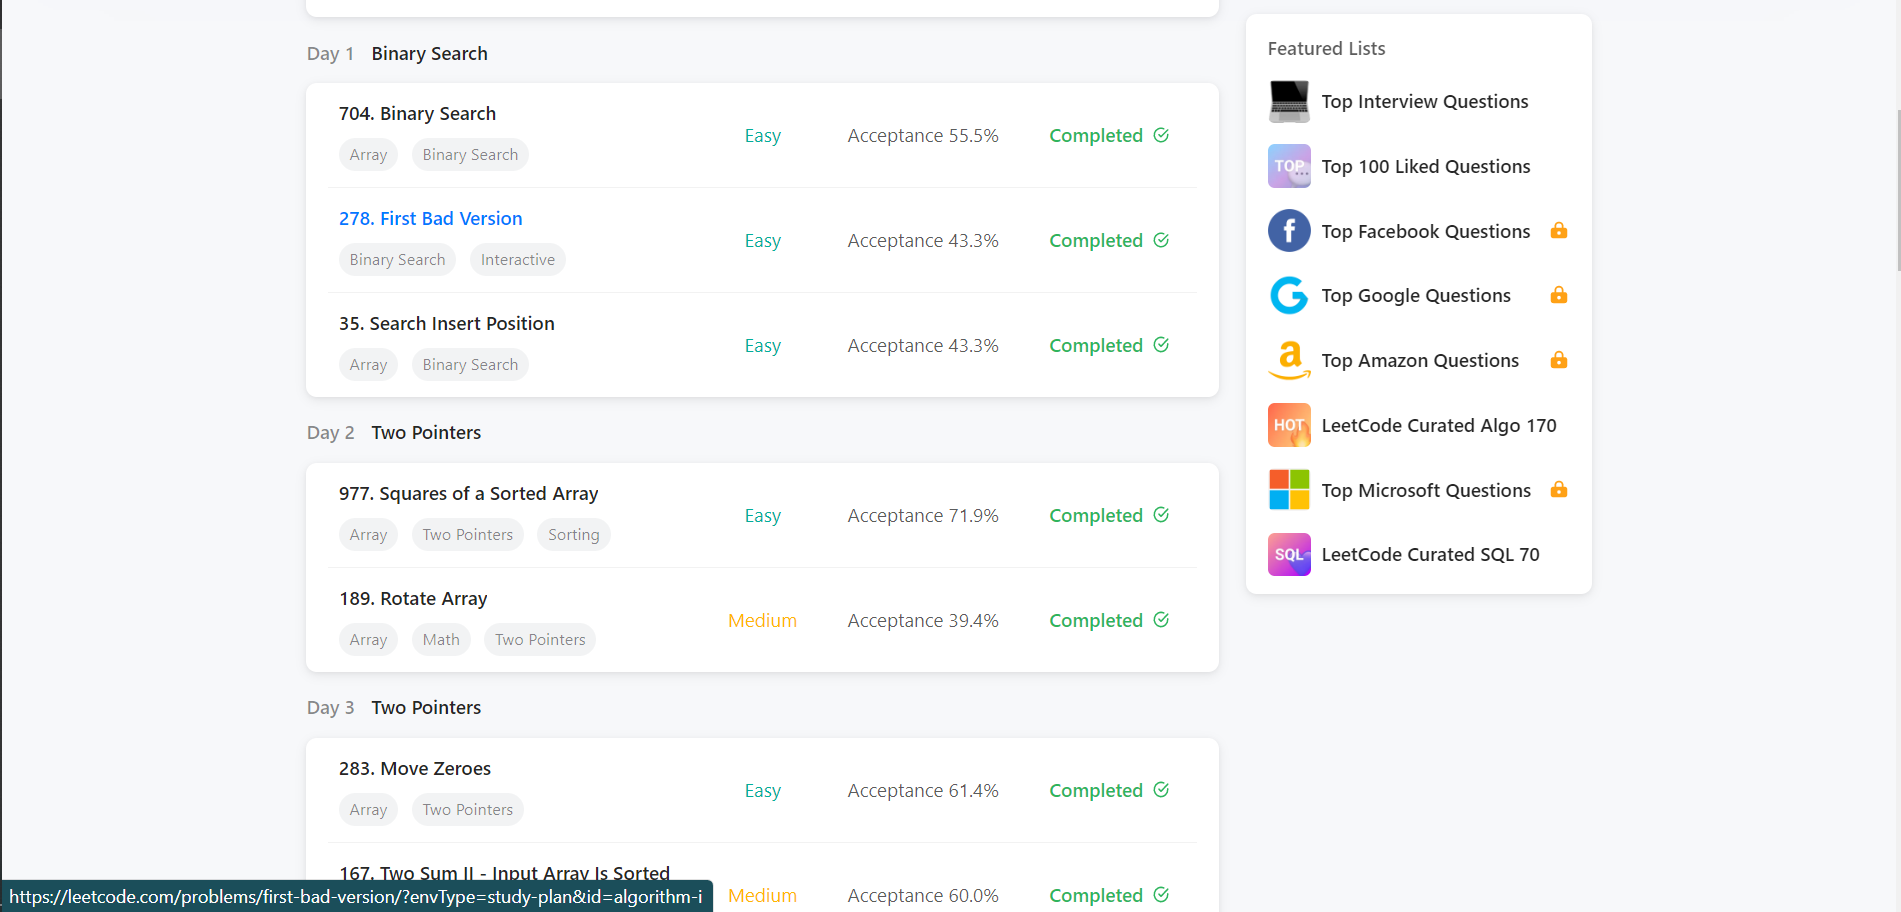 Day 1 Binary Search
704. Binary Search
Array Binary Search
Easy Acceptance 55.5% Completed
278. First Bad Version
Binary Search Interactive
Easy Acceptance 43.3% Completed
35. Search Insert Position
Array Binary Search
Easy Acceptance 43.3% Completed
Day 2 Two Pointers
977. Squares of a Sorted Array
Array Two Pointers Sorting
Easy Acceptance 71.9% Completed
189. Rotate Array
Array Math Two Pointers
Medium Acceptance 39.4% Completed
Day 3 Two Pointers
283. Move Zeroes
Array Two Pointers
Easy Acceptance 61.4% Completed
167. Two Sum II - Input Array Is Sorted
Medium Acceptance 60.0% Completed
https://leetcode.com/problems/first-bad-version/?envType=study-plan&id=algorithm-i
Featured Lists
Top Interview Questions
TOP Top 100 Liked Questions
f Top Facebook Questions
G Top Google Questions
a Top Amazon Questions
HOT LeetCode Curated Algo 170
Top Microsoft Questions
SQL LeetCode Curated SQL 70